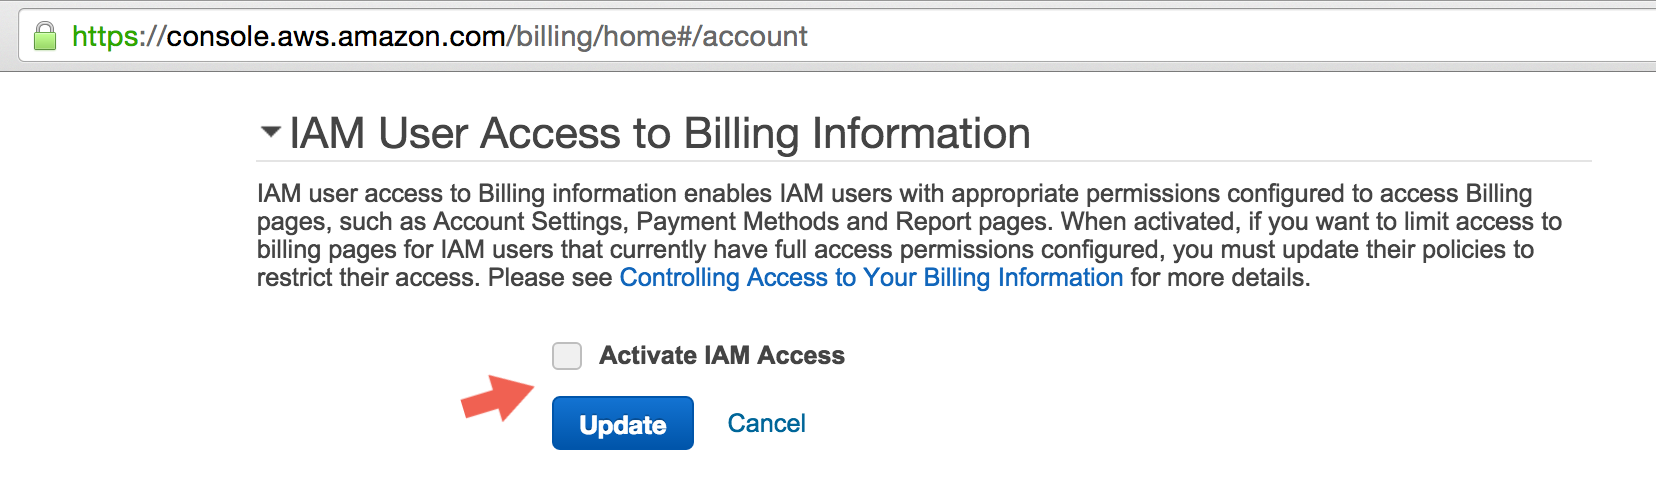 https://console.aws.amazon.com/billing/home#/account
IAM User Access to Billing Information
IAM user access to Billing information enables IAM users with appropriate permissions configured to access Billing
pages, such as Account Settings, Payment Methods and Report pages. When activated, if you want to limit access to
billing pages for IAM users that currently have full access permissions configured, you must update their policies to
restrict their access. Please see Controlling Access to Your Billing Information for more details.
Activate IAM Access
Update Cancel